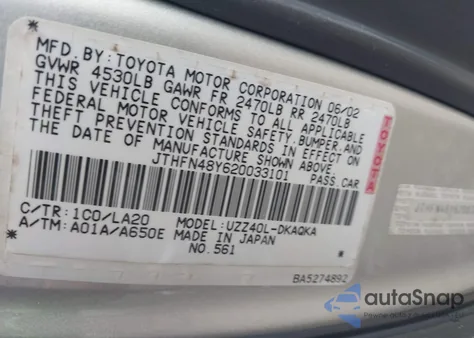 MFD.BY:TOYOTA MOTOR CORPORATION 06/02
GVWR 4530LB GAWR FR 2470LB RR 2470LB
THIS VEHICLE CONFORMS TO ALL APPLICABLE
FEDERAL MOTOR VEHICLE SAFETY,BUMPER,AND
THEFT PREVENTION STANDARDS IN EFFECT ON THE
DATE OF MANUFACTURE SHOWN ABOVE.
JTHFN48Y620033101 PASS.CAR
TOYOTA
C/TR:1C0/LA20 MODEL:UZZ40L-DKAQKA
A/TM:A01A/A650E MADE IN JAPAN
NO.561
BA5274892
autoSnap